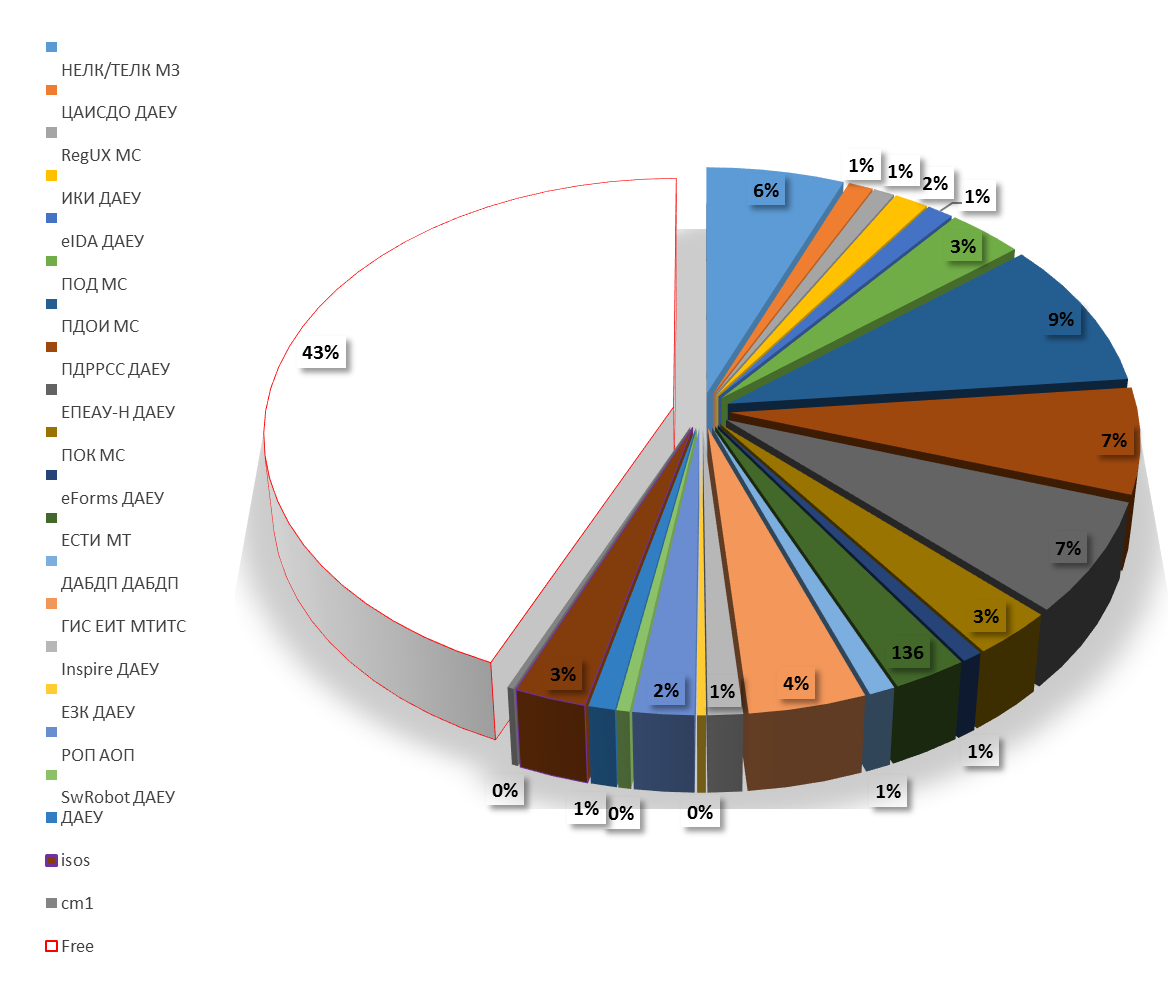 НЕЛК/ТЕЛК МЗ
ЦАИСДО ДАЕУ
RegUX МС
ИКИ ДАЕУ
eIDA ДАЕУ
ПОД МС
ПДОИ МС
ПДРРСС ДАЕУ
ЕПЕАУ-Н ДАЕУ
ПОК МС
eForms ДАЕУ
ЕСТИ МТ
ДАБДП ДАБДП
ГИС ЕИТ МТИТС
Inspire ДАЕУ
ЕЗК ДАЕУ
РОП АОП
SwRobot ДАЕУ
ДАЕУ
isos
cm1
Free
6%
1%
1%
2%
1%
3%
9%
7%
7%
3%
1%
136
1%
4%
1%
0%
2%
0%
1%
3%
0%
43%